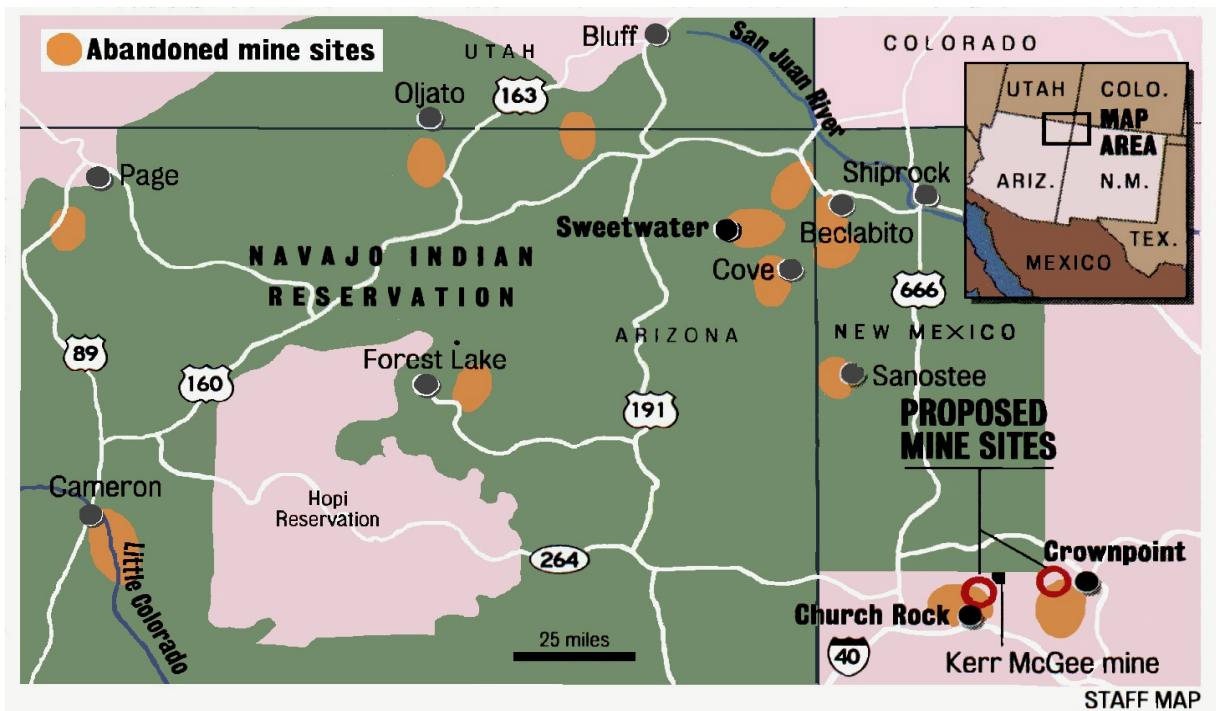 Abandoned mine sites
UTAH
Bluff
San Juan River
COLORADO
Oljato
163
UTAH
COLO.
MAP
AREA
ARIZ.
N.M.
TEX.
MEXICO
Page
Shiprock
Sweetwater
Beclabito
NAVAJO INDIAN
RESERVATION
Cove
666
ARIZONA
NEW MEXICO
89
160
Forest Lake
191
Sanostee
PROPOSED
MINE SITES
Cameron
Little Colorado
Hopi
Reservation
264
Crownpoint
Church Rock
25 miles
40
Kerr McGee mine
STAFF MAP